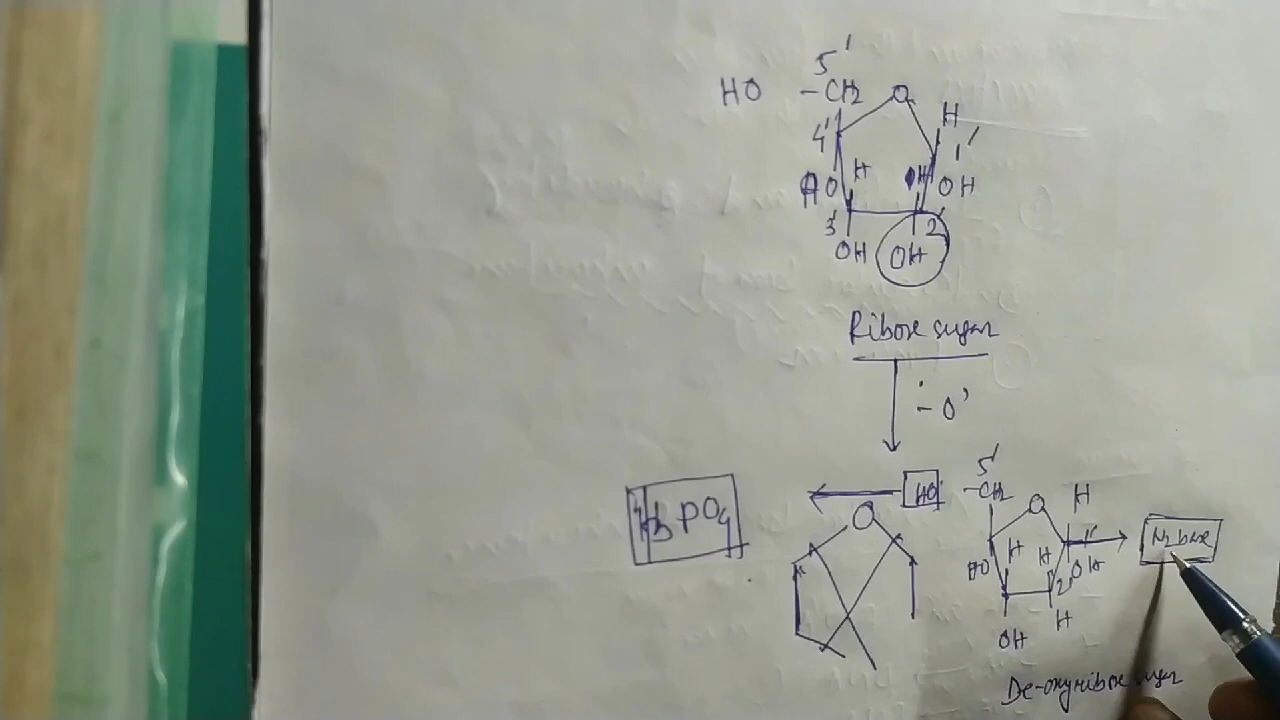 5'
HO -CH2 O
4' H
1'
HO H OH OH
3' 2'
OH OH
Ribose sugar
- 'O'
5'
H3PO4 HO -CH2 O H
O 1' N2 base
HO H H OH
2'
H
OH
De-oxyribose sugar